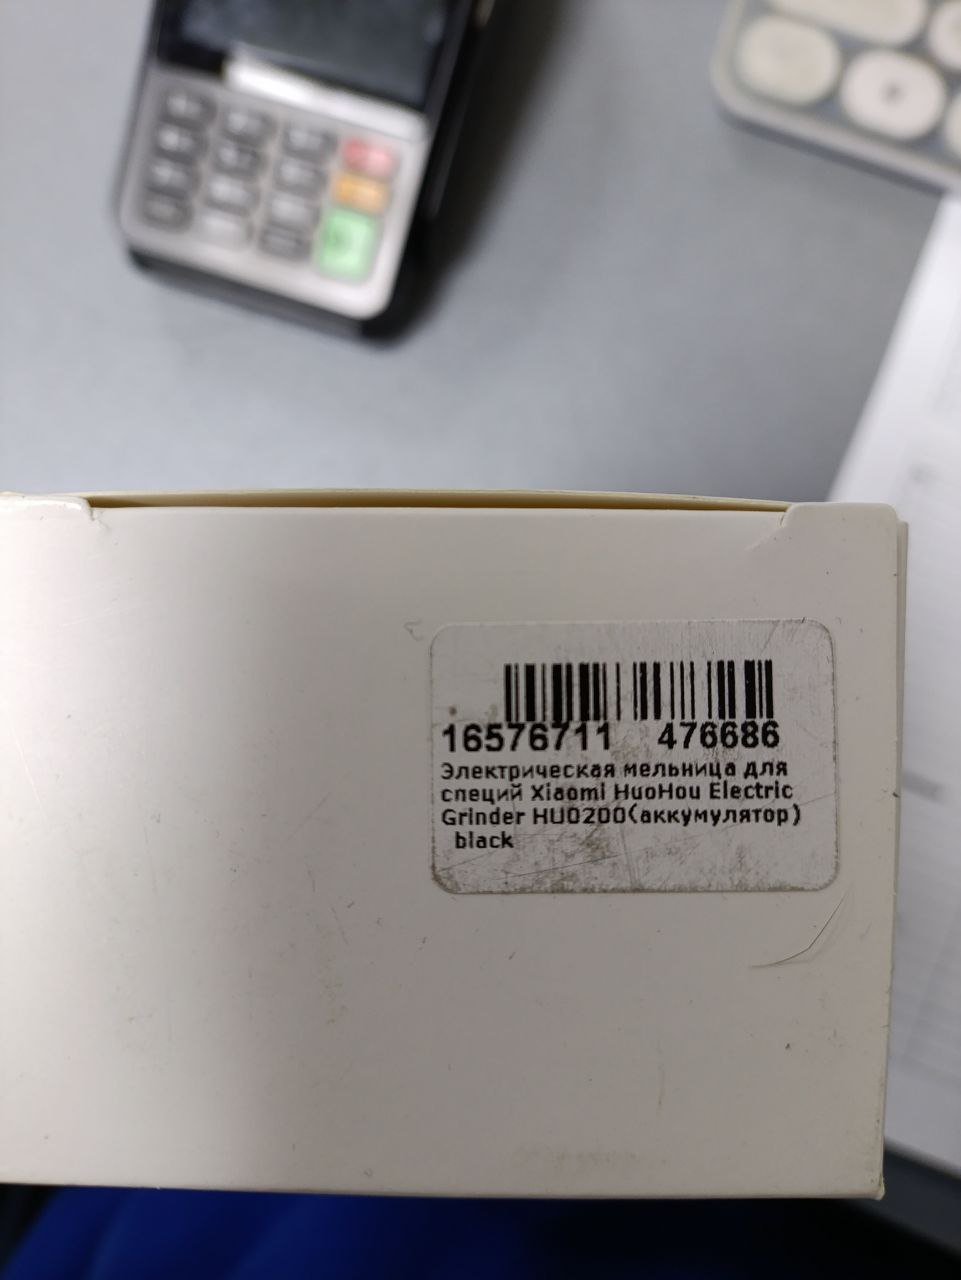 16576711 476686
Электрическая мельница для
специй Xiaomi HuoHou Electric
Grinder HU0200(аккумулятор)
black